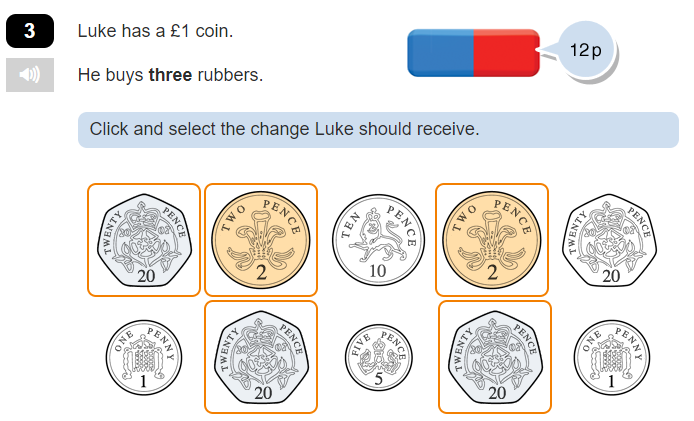 3
Luke has a £1 coin.
He buys three rubbers.
12p
Click and select the change Luke should receive.
TWENTY PENCE
20
TWO PENCE
2
TEN PENCE
10
TWO PENCE
2
TWENTY PENCE
20
ONE PENNY
1
TWENTY PENCE
20
FIVE PENCE
5
TWENTY PENCE
20
ONE PENNY
1